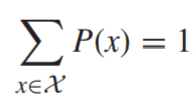 ∑ P(x) = 1
x∈𝒳